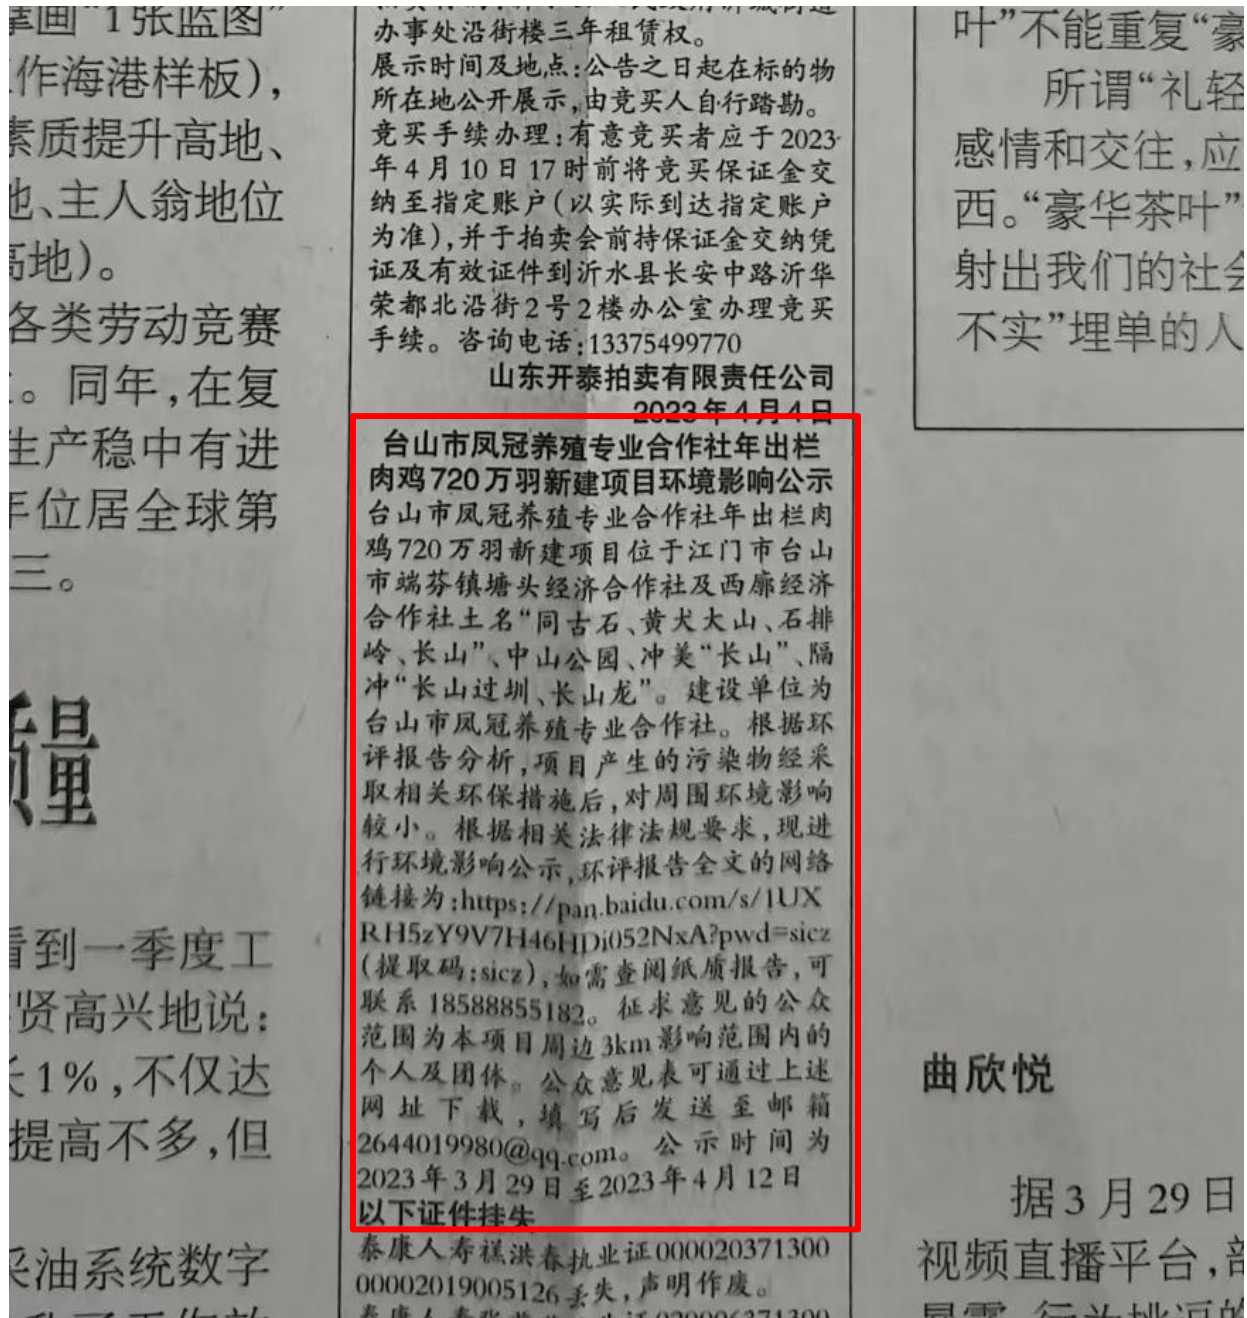 摹画“1张蓝图”
作海港样板），
素质提升高地、
地、主人翁地位
高地）。
各类劳动竞赛
。同年，在复
生产稳中有进
年位居全球第
三。
质量
看到一季度工
贤高兴地说：
长1%，不仅达
提高不多，但
采油系统数字
办事处沿街楼三年租赁权。
展示时间及地点：公告之日起在标的物
所在地公开展示，由竞买人自行踏勘。
竞买手续办理：有意竞买者应于2023
年4月10日17时前将竞买保证金交
纳至指定账户（以实际到达指定账户
为准），并于拍卖会前持保证金交纳凭
证及有效证件到沂水县长安中路沂华
荣都北沿街2号2楼办公室办理竞买
手续。咨询电话：13375499770
山东开泰拍卖有限责任公司
2023年4月4日
台山市凤冠养殖专业合作社年出栏
肉鸡720万羽新建项目环境影响公示
台山市凤冠养殖专业合作社年出栏肉
鸡720万羽新建项目位于江门市台山
市端芬镇塘头经济合作社及西廓经济
合作社土名“同古石、黄犬大山、石排
岭、长山”、中山公园、冲美“长山”、隔
冲“长山过圳、长山龙”。建设单位为
台山市凤冠养殖专业合作社。根据环
评报告分析，项目产生的污染物经采
取相关环保措施后，对周围环境影响
较小。根据相关法律法规要求，现进
行环境影响公示，环评报告全文的网络
链接为：https：//pan.baidu.com/s/1UX
RH5zY9V7H46HDi052NxA?pwd=sicz
（提取码：sicz），如需查阅纸质报告，可
联系18588855182。征求意见的公众
范围为本项目周边3km影响范围内的
个人及团体。公众意见表可通过上述
网址下载，填写后发送至邮箱
2644019980@qq.com。公示时间为
2023年3月29日至2023年4月12日
以下证件挂失
泰康人寿禚洪春执业证000020371300
00002019005126丢失，声明作废。
叶”不能重复“豪
所谓“礼轻
感情和交往，应
西。“豪华茶叶”
射出我们的社会
不实”埋单的人
曲欣悦
据3月29日
视频直播平台，部